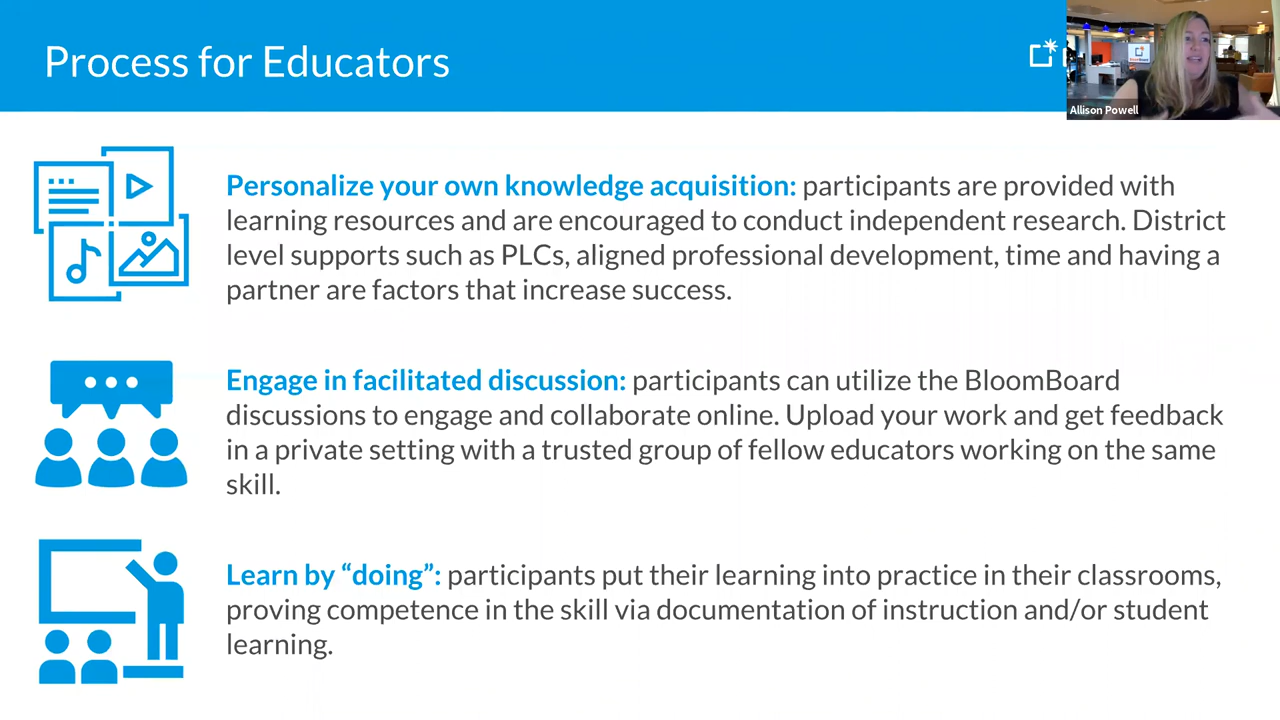 Process for Educators
Allison Powell
Personalize your own knowledge acquisition: participants are provided with
learning resources and are encouraged to conduct independent research. District
level supports such as PLCs, aligned professional development, time and having a
partner are factors that increase success.
Engage in facilitated discussion: participants can utilize the BloomBoard
discussions to engage and collaborate online. Upload your work and get feedback
in a private setting with a trusted group of fellow educators working on the same
skill.
Learn by “doing”: participants put their learning into practice in their classrooms,
proving competence in the skill via documentation of instruction and/or student
learning.